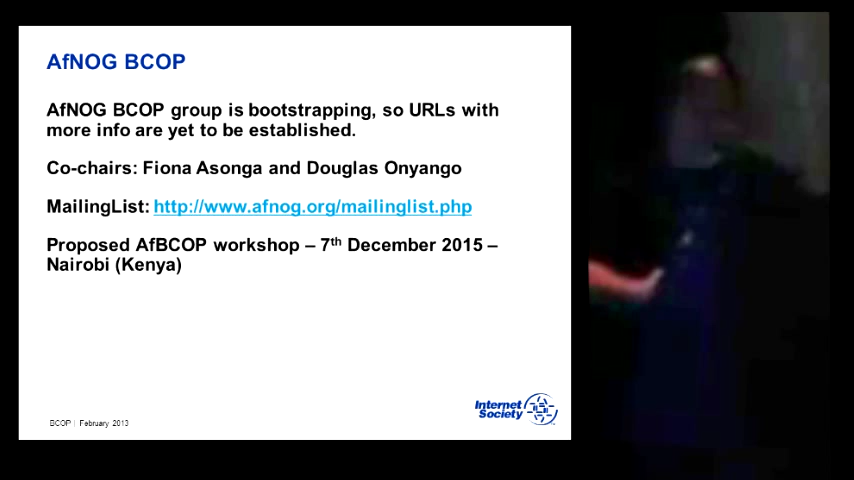 AfNOG BCOP
AfNOG BCOP group is bootstrapping, so URLs with
more info are yet to be established.
Co-chairs: Fiona Asonga and Douglas Onyango
MailingList: http://www.afnog.org/mailinglist.php
Proposed AfBCOP workshop – 7th December 2015 –
Nairobi (Kenya)
Internet
Society
BCOP | February 2013